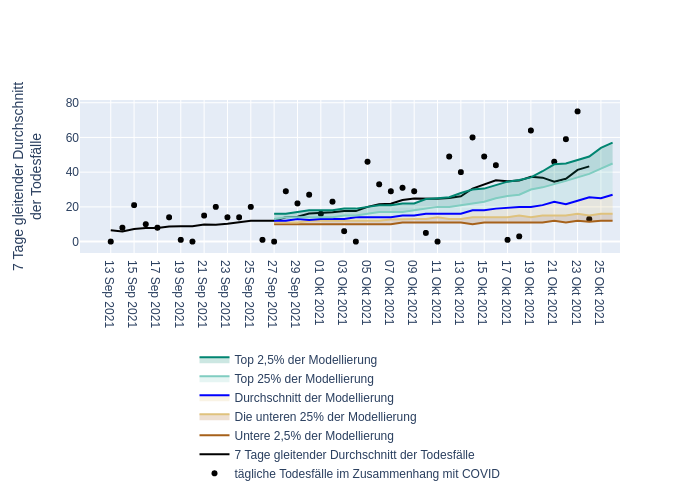 7 Tage gleitender Durchschnitt
der Todesfälle
80
60
40
20
0
13 Sep 2021
15 Sep 2021
17 Sep 2021
19 Sep 2021
21 Sep 2021
23 Sep 2021
25 Sep 2021
27 Sep 2021
29 Sep 2021
01 Okt 2021
03 Okt 2021
05 Okt 2021
07 Okt 2021
09 Okt 2021
11 Okt 2021
13 Okt 2021
15 Okt 2021
17 Okt 2021
19 Okt 2021
21 Okt 2021
23 Okt 2021
25 Okt 2021
Top 2,5% der Modellierung
Top 25% der Modellierung
Durchschnitt der Modellierung
Die unteren 25% der Modellierung
Untere 2,5% der Modellierung
7 Tage gleitender Durchschnitt der Todesfälle
tägliche Todesfälle im Zusammenhang mit COVID